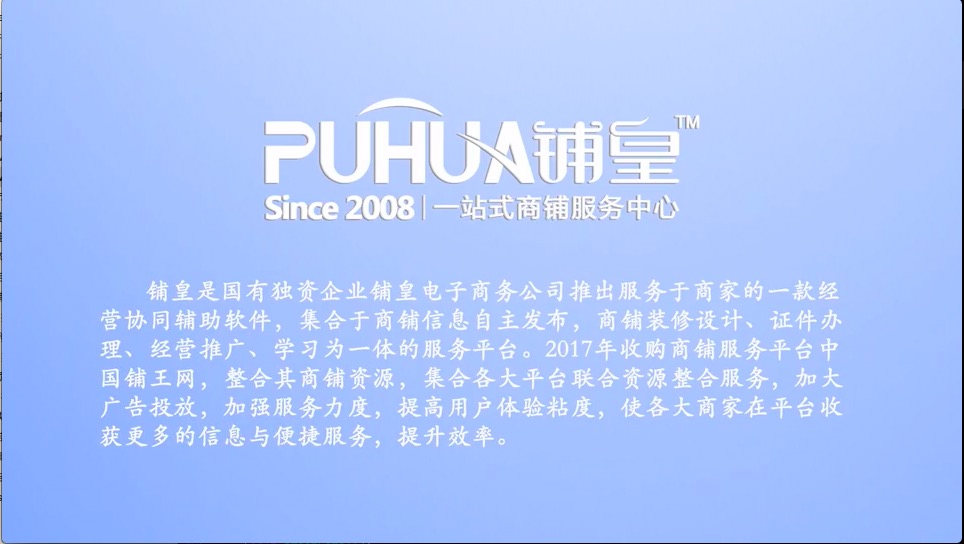 PUHUA铺皇™
Since 2008|一站式商铺服务中心
铺皇是国有独资企业铺皇电子商务公司推出服务于商家的一款经
营协同辅助软件，集合于商铺信息自主发布，商铺装修设计、证件办
理、经营推广、学习为一体的服务平台。2017年收购商铺服务平台中
国铺王网，整合其商铺资源，集合各大平台联合资源整合服务，加大
广告投放，加强服务力度，提高用户体验粘度，使各大商家在平台收
获更多的信息与便捷服务，提升效率。